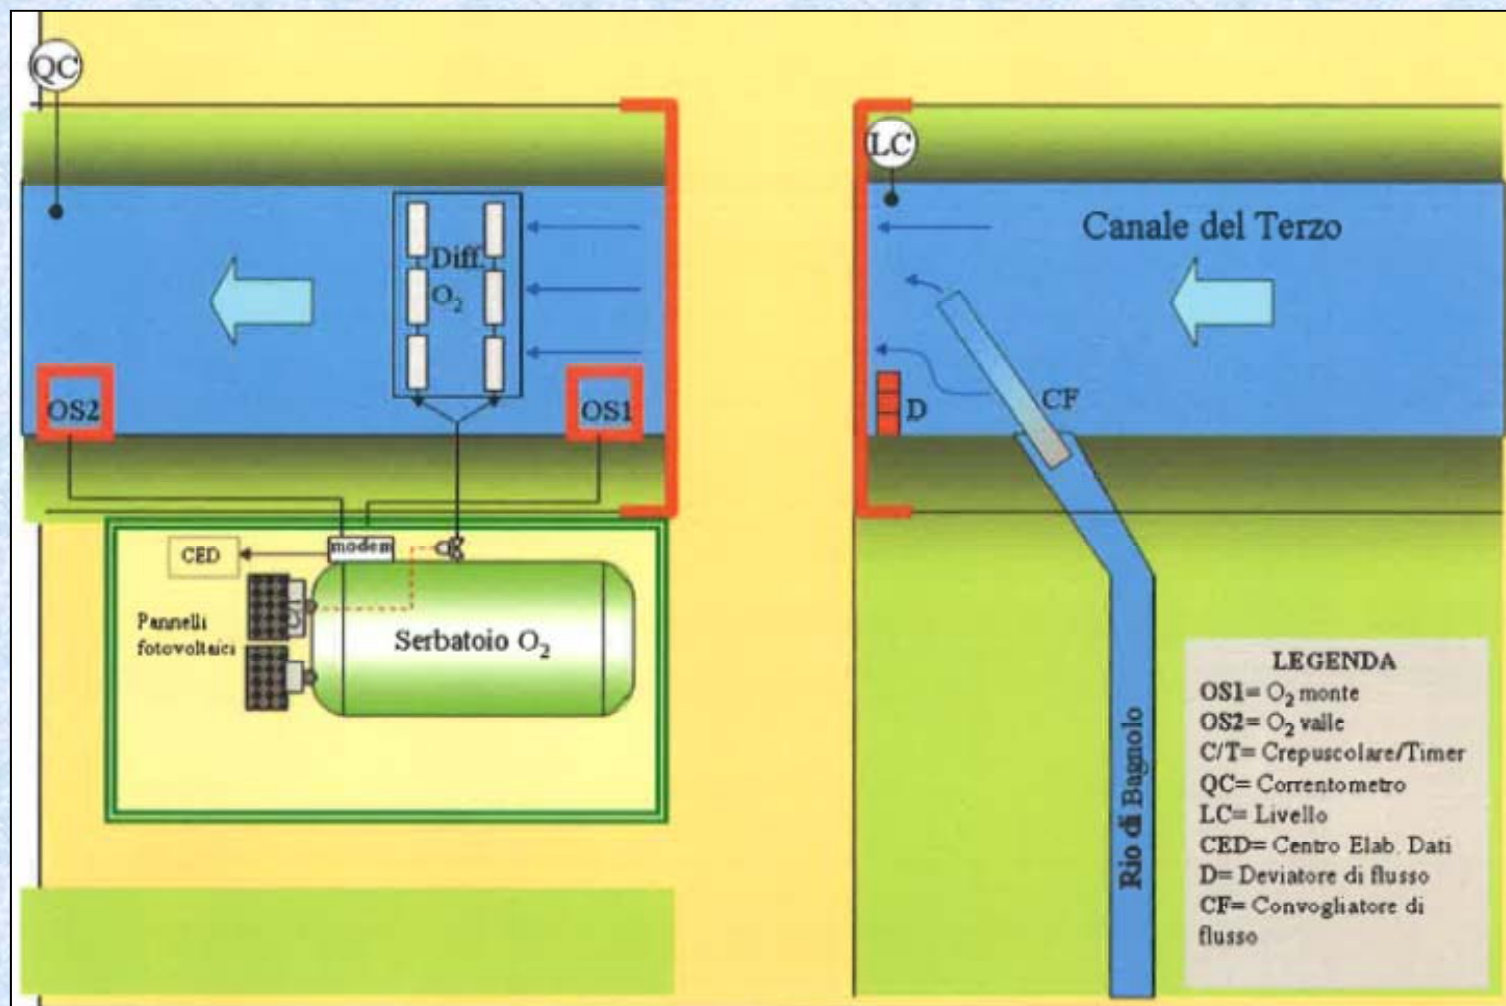 QC
LC
Canale del Terzo
Diff.
O₂
OS2
OS1
D
CF
CED
modem
Pannelli
fotovoltaici
Serbatoio O₂
Rio di Bagnolo
LEGENDA
OS1= O₂ monte
OS2= O₂ valle
C/T= Crepuscolare/Timer
QC= Correntometro
LC= Livello
CED= Centro Elab. Dati
D= Deviatore di flusso
CF= Convogliatore di
flusso